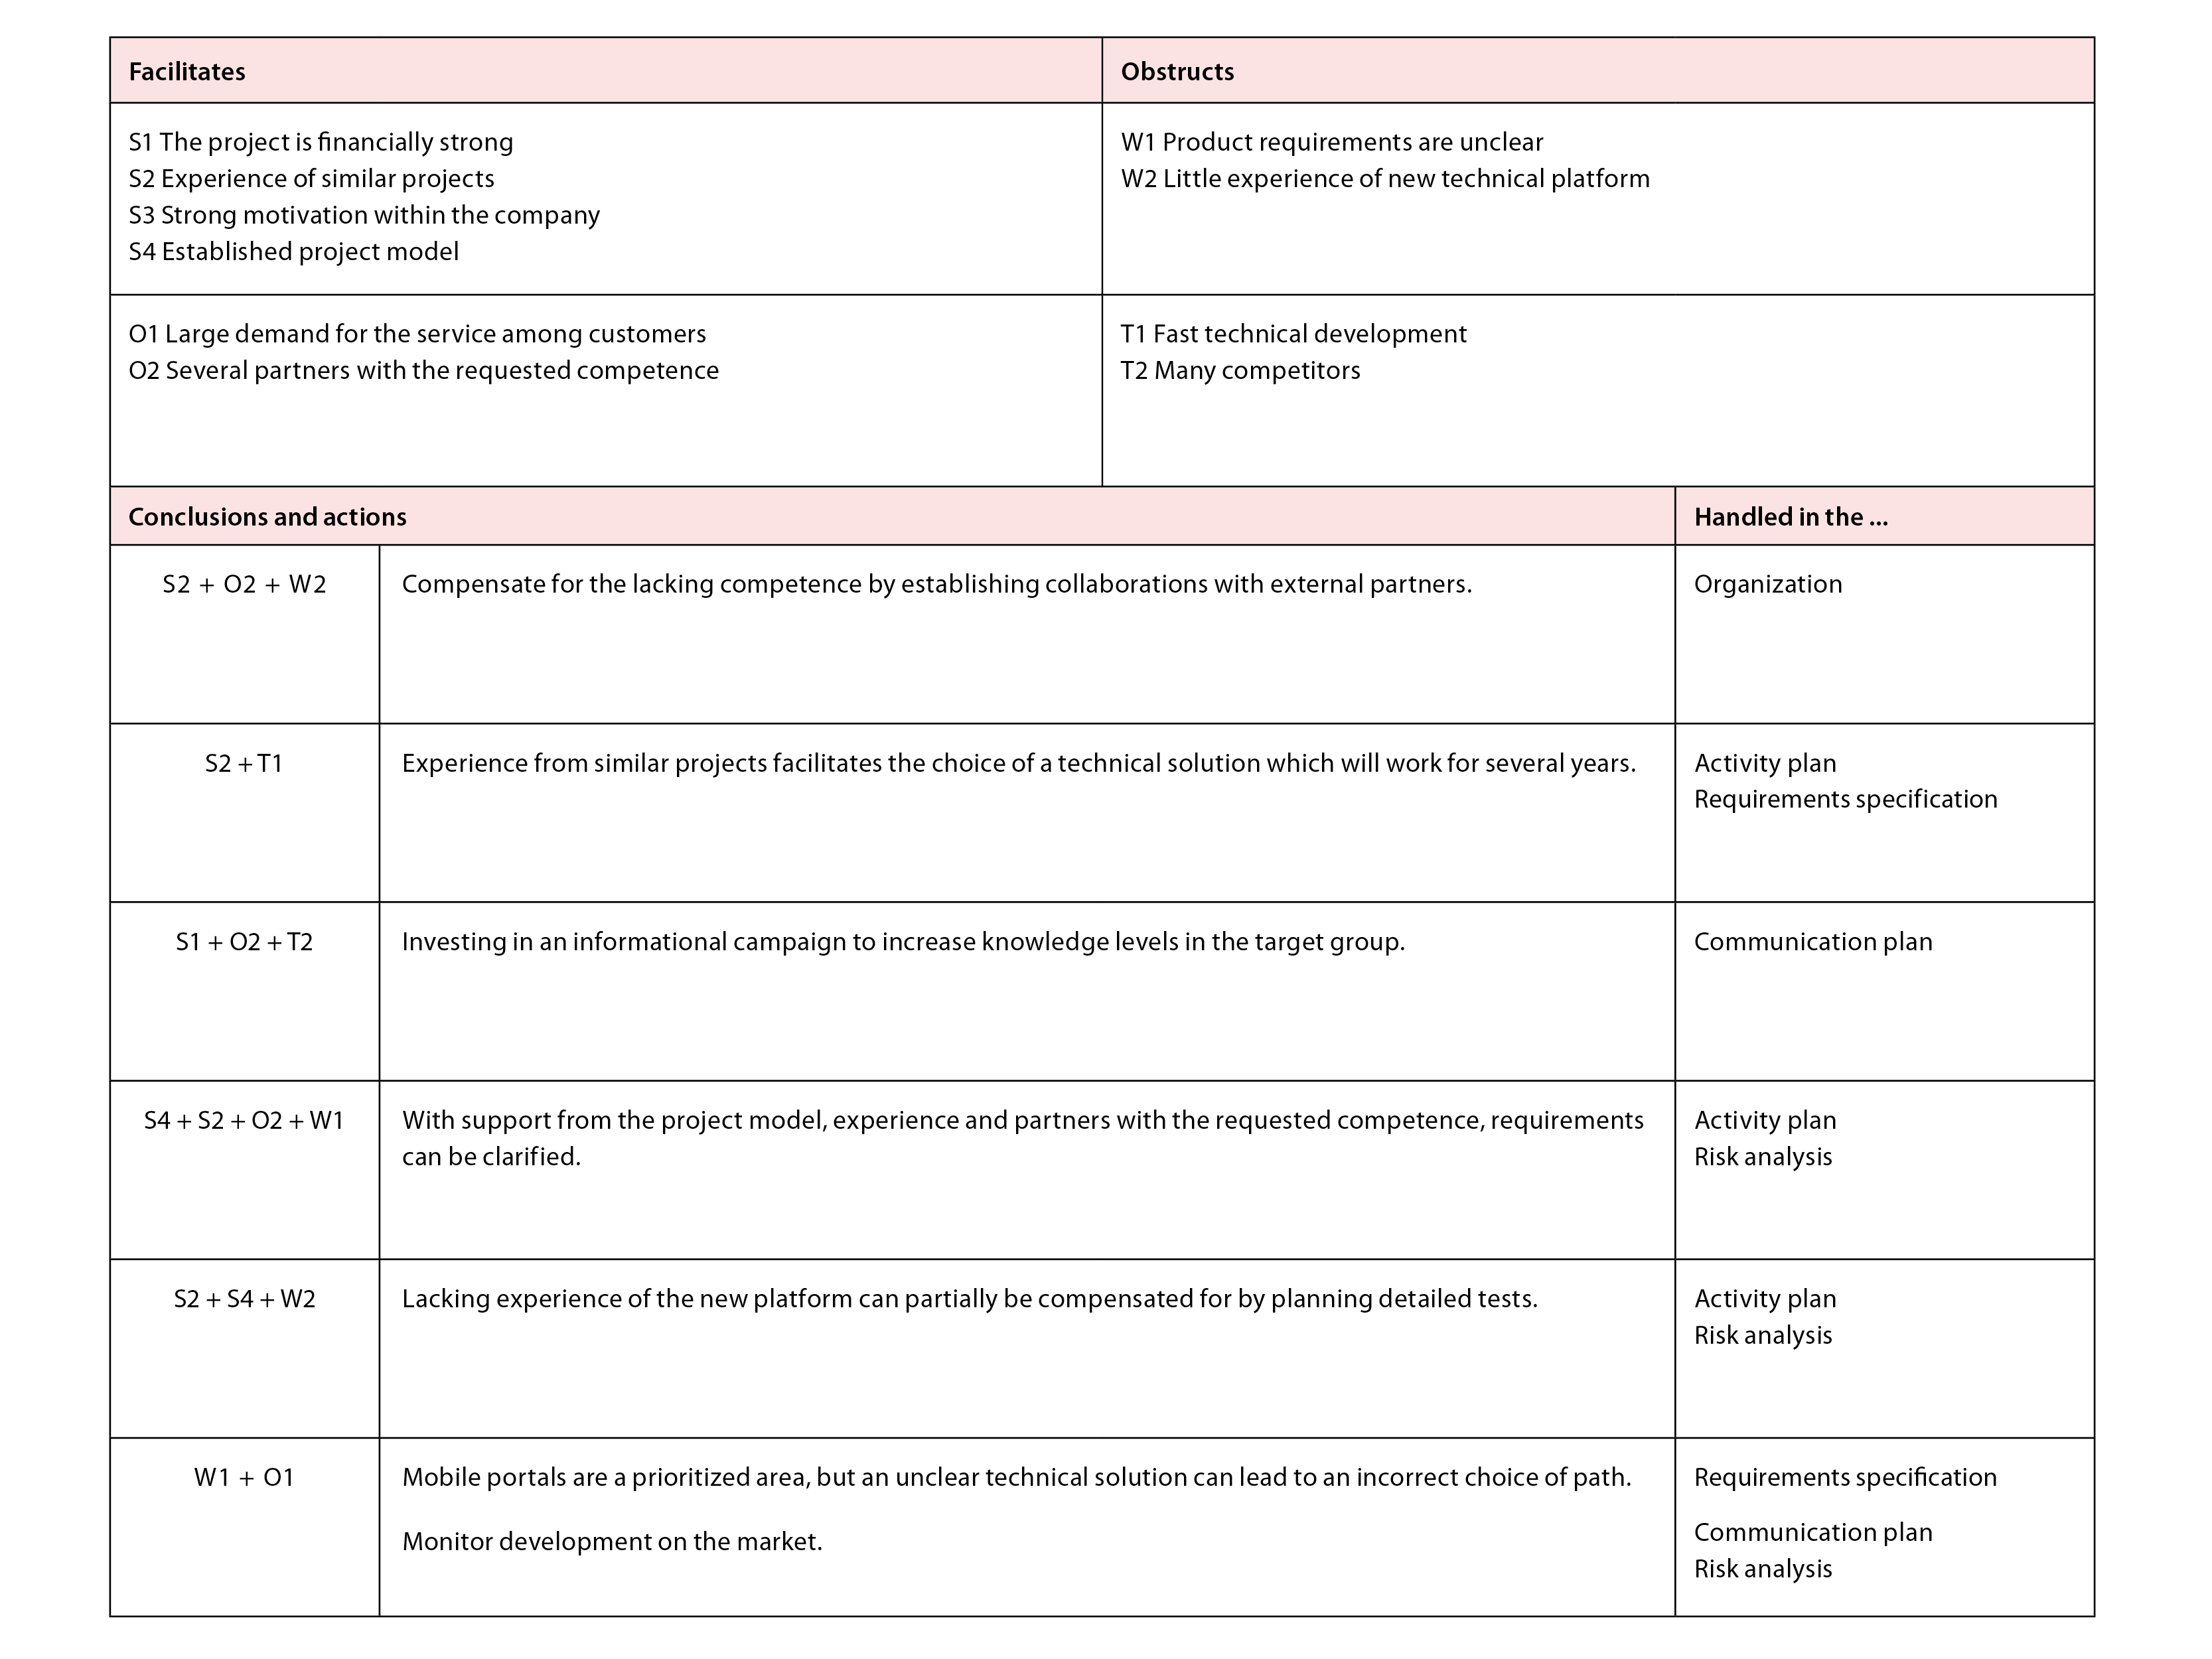 Facilitates
Obstructs
S1 The project is financially strong
S2 Experience of similar projects
S3 Strong motivation within the company
S4 Established project model
W1 Product requirements are unclear
W2 Little experience of new technical platform
O1 Large demand for the service among customers
O2 Several partners with the requested competence
T1 Fast technical development
T2 Many competitors
Conclusions and actions
Handled in the ...
S2 + O2 + W2
Compensate for the lacking competence by establishing collaborations with external partners.
Organization
S2 + T1
Experience from similar projects facilitates the choice of a technical solution which will work for several years.
Activity plan
Requirements specification
S1 + O2 + T2
Investing in an informational campaign to increase knowledge levels in the target group.
Communication plan
S4 + S2 + O2 + W1
With support from the project model, experience and partners with the requested competence, requirements
can be clarified.
Activity plan
Risk analysis
S2 + S4 + W2
Lacking experience of the new platform can partially be compensated for by planning detailed tests.
Activity plan
Risk analysis
W1 + O1
Mobile portals are a prioritized area, but an unclear technical solution can lead to an incorrect choice of path.
Monitor development on the market.
Requirements specification
Communication plan
Risk analysis